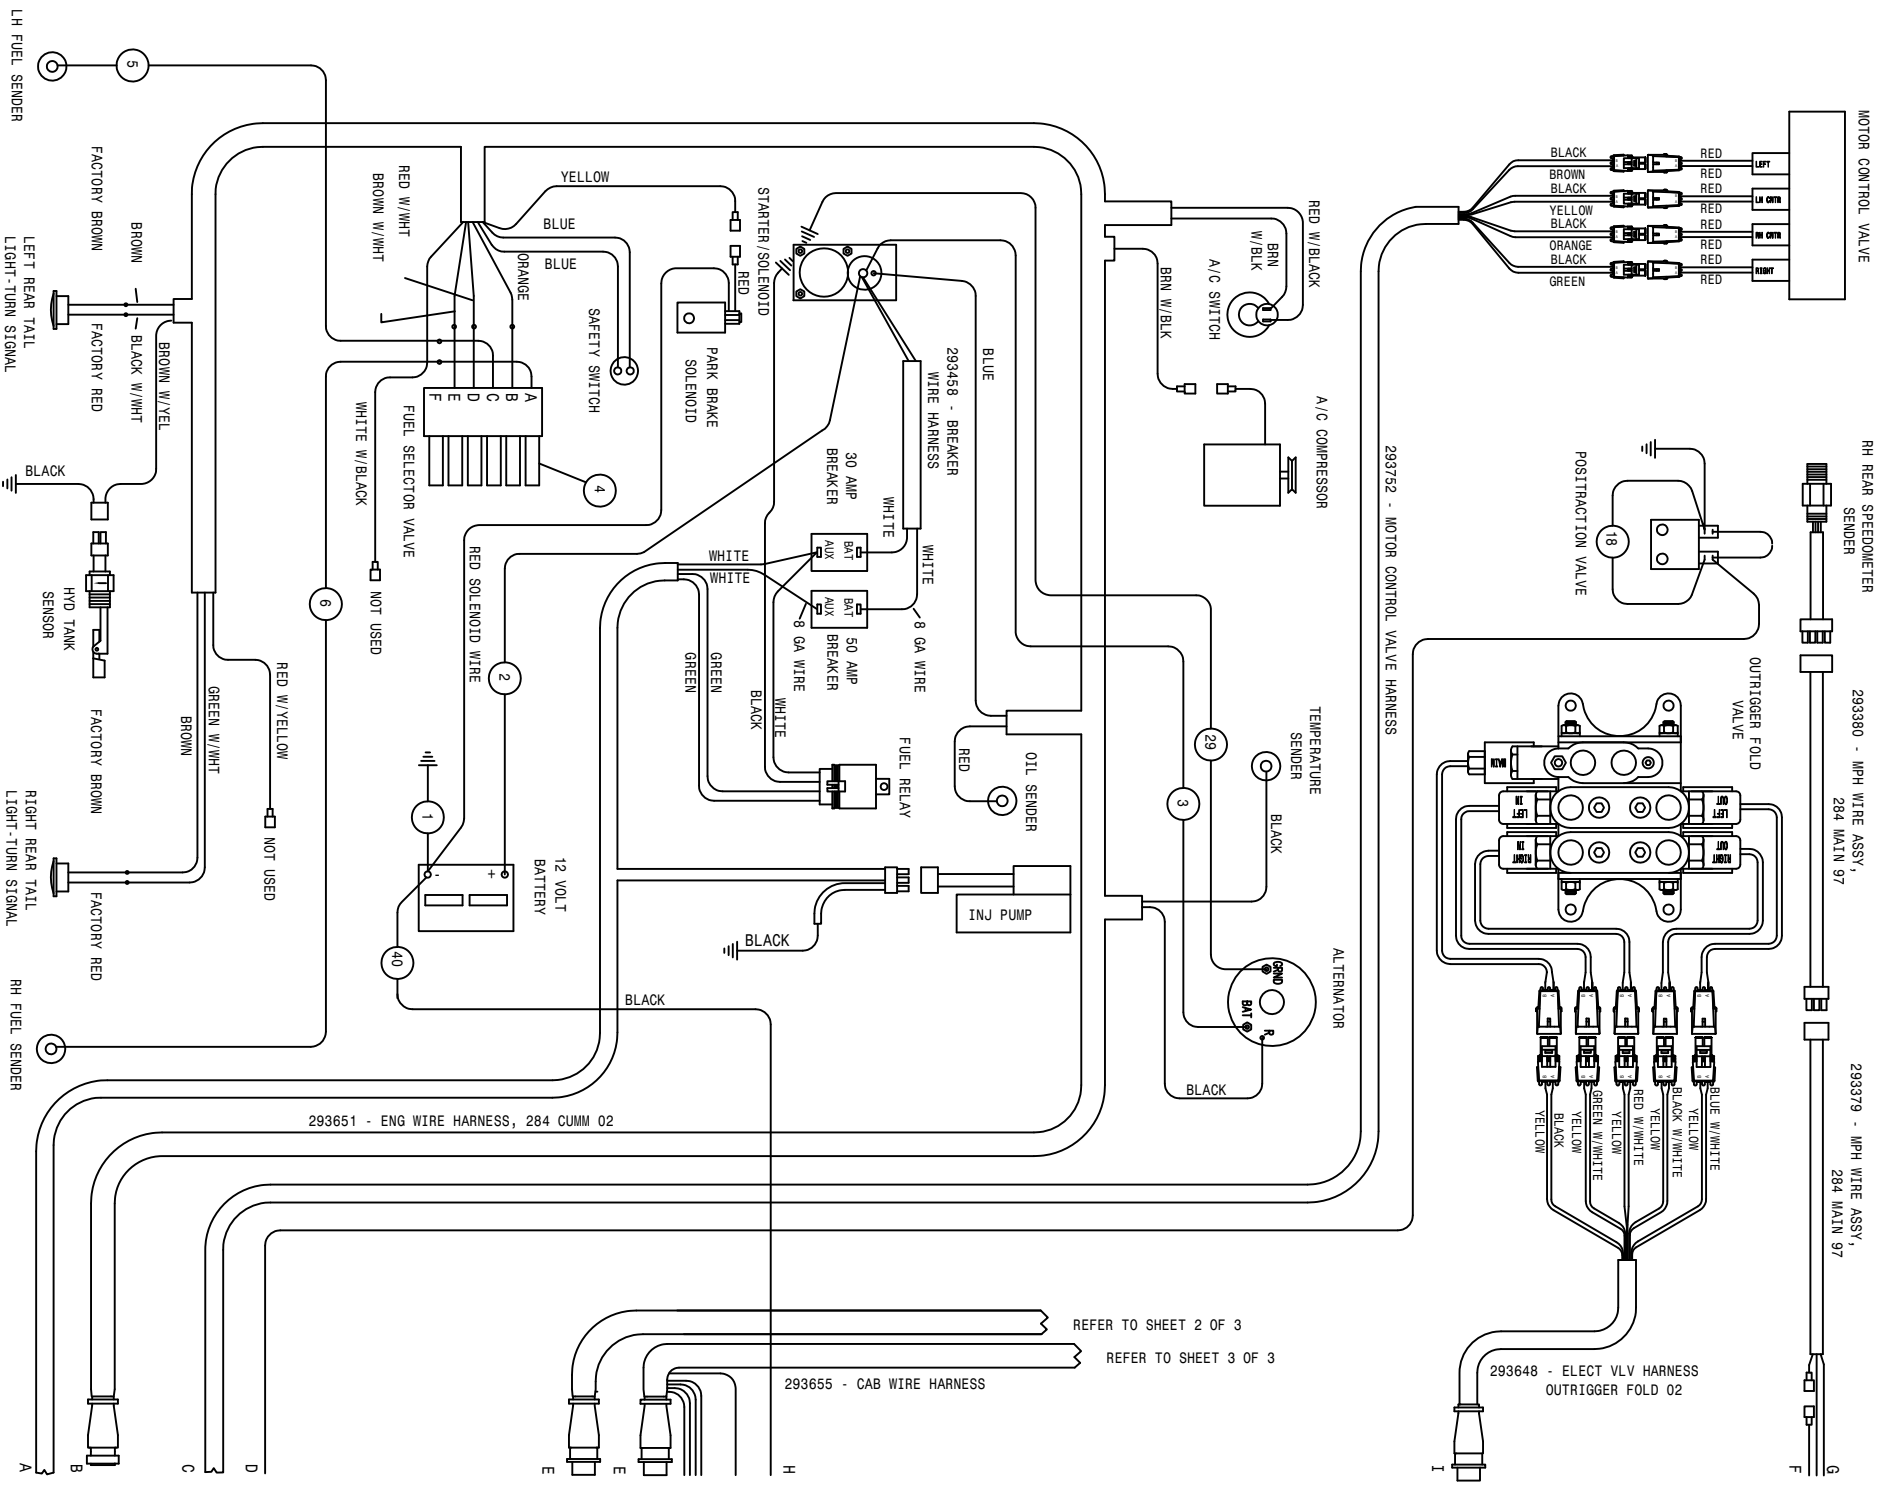 MOTOR CONTROL VALVE
LEFT
LH CNTR
RH CNTR
RIGHT
RED
RED
RED
RED
RED
RED
RED
RED
BLACK
BROWN
BLACK
YELLOW
BLACK
ORANGE
BLACK
GREEN
293752 - MOTOR CONTROL VALVE HARNESS
RH REAR SPEEDOMETER
SENDER
293380 - MPH WIRE ASSY,
284 MAIN 97
293379 - MPH WIRE ASSY,
284 MAIN 97
POSITRACTION VALVE
18
OUTRIGGER FOLD
VALVE
MAIN
LEFT
IN
LEFT
OUT
RIGHT
IN
RIGHT
OUT
BLUE W/WHITE
YELLOW
BLACK W/WHITE
YELLOW
RED W/WHITE
YELLOW
GREEN W/WHITE
YELLOW
BLACK
YELLOW
293648 - ELECT VLV HARNESS
OUTRIGGER FOLD 02
RED W/BLACK
BRN
W/BLK
A/C SWITCH
BRN W/BLK
A/C COMPRESSOR
TEMPERATURE
SENDER
BLACK
29
3
ALTERNATOR
GRND
BAT
R
BLACK
BLUE
293458 - BREAKER
WIRE HARNESS
STARTER/SOLENOID
RED
PARK BRAKE
SOLENOID
YELLOW
BLUE
BLUE
ORANGE
SAFETY SWITCH
RED W/WHT
BROWN W/WHT
A
B
C
D
E
F
FUEL SELECTOR VALVE
4
WHITE W/BLACK
NOT USED
30 AMP
BREAKER
BAT
AUX
WHITE
WHITE
BAT
AUX
50 AMP
BREAKER
8 GA WIRE
8 GA WIRE
WHITE
WHITE
GREEN
GREEN
WHITE
BLACK
FUEL RELAY
RED
OIL SENDER
RED SOLENOID WIRE
2
1
12 VOLT
BATTERY
-
+
40
BLACK
INJ PUMP
BLACK
LH FUEL SENDER
5
6
FACTORY BROWN
BROWN
LEFT REAR TAIL
LIGHT-TURN SIGNAL
FACTORY RED
BLACK W/WHT
BROWN W/YEL
BLACK
HYD TANK
SENSOR
RED W/YELLOW
NOT USED
GREEN W/WHT
BROWN
FACTORY BROWN
RIGHT REAR TAIL
LIGHT-TURN SIGNAL
FACTORY RED
RH FUEL SENDER
293651 - ENG WIRE HARNESS, 284 CUMM 02
REFER TO SHEET 2 OF 3
REFER TO SHEET 3 OF 3
293655 - CAB WIRE HARNESS
A
B
C
D
E
E
H
I
F
G